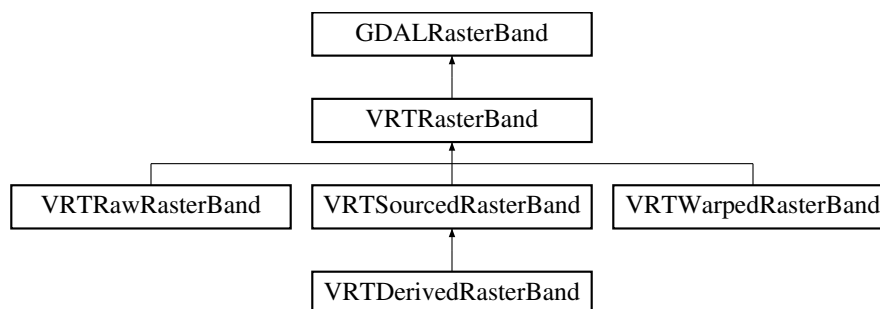 GDALRasterBand
VRTRasterBand
VRTRawRasterBand
VRTSourcedRasterBand
VRTWarpedRasterBand
VRTDerivedRasterBand